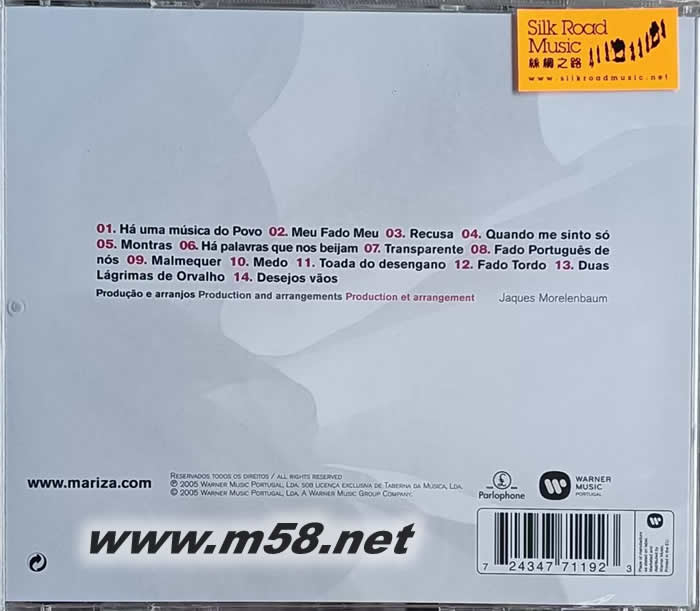 Silk Road
Music
絲綢之路
www.silkroadmusic.net
01. Há uma música do Povo 02. Meu Fado Meu 03. Recusa 04. Quando me sinto só
05. Montras 06. Há palavras que nos beijam 07. Transparente 08. Fado Português de
nós 09. Malmequer 10. Medo 11. Toada do desengano 12. Fado Tordo 13. Duas
Lágrimas de Orvalho 14. Desejos vãos
Produção e arranjos Production and arrangements Production et arrangement Jaques Morelenbaum
www.mariza.com
RESERVADOS TODOS OS DIREITOS / ALL RIGHTS RESERVED
℗ 2005 WARNER MUSIC PORTUGAL, LDA. SOB LICENÇA EXCLUSIVA DE TABERNA DA MÚSICA, LDA.
© 2005 WARNER MUSIC PORTUGAL, LDA. A WARNER MUSIC GROUP COMPANY.
Parlophone
WARNER
MUSIC
PORTUGAL
www.m58.net
7 24347 71192 3